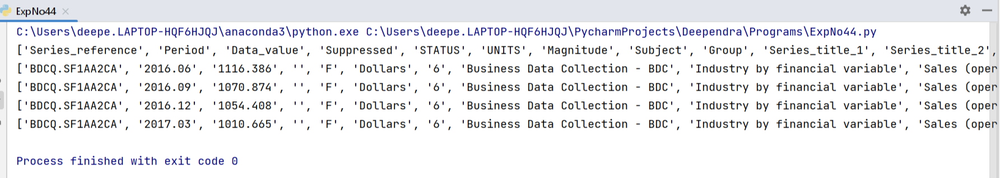 ExpNo44
C:\Users\deepe.LAPTOP-HQF6HJQJ\anaconda3\python.exe C:\Users\deepe.LAPTOP-HQF6HJQJ\PycharmProjects\Deependra\Programs\ExpNo44.py
['Series_reference', 'Period', 'Data_value', 'Suppressed', 'STATUS', 'UNITS', 'Magnitude', 'Subject', 'Group', 'Series_title_1', 'Series_title_2',
['BDCQ.SF1AA2CA', '2016.06', '1116.386', '', 'F', 'Dollars', '6', 'Business Data Collection - BDC', 'Industry by financial variable', 'Sales (oper
['BDCQ.SF1AA2CA', '2016.09', '1070.874', '', 'F', 'Dollars', '6', 'Business Data Collection - BDC', 'Industry by financial variable', 'Sales (oper
['BDCQ.SF1AA2CA', '2016.12', '1054.408', '', 'F', 'Dollars', '6', 'Business Data Collection - BDC', 'Industry by financial variable', 'Sales (oper
['BDCQ.SF1AA2CA', '2017.03', '1010.665', '', 'F', 'Dollars', '6', 'Business Data Collection - BDC', 'Industry by financial variable', 'Sales (oper
Process finished with exit code 0